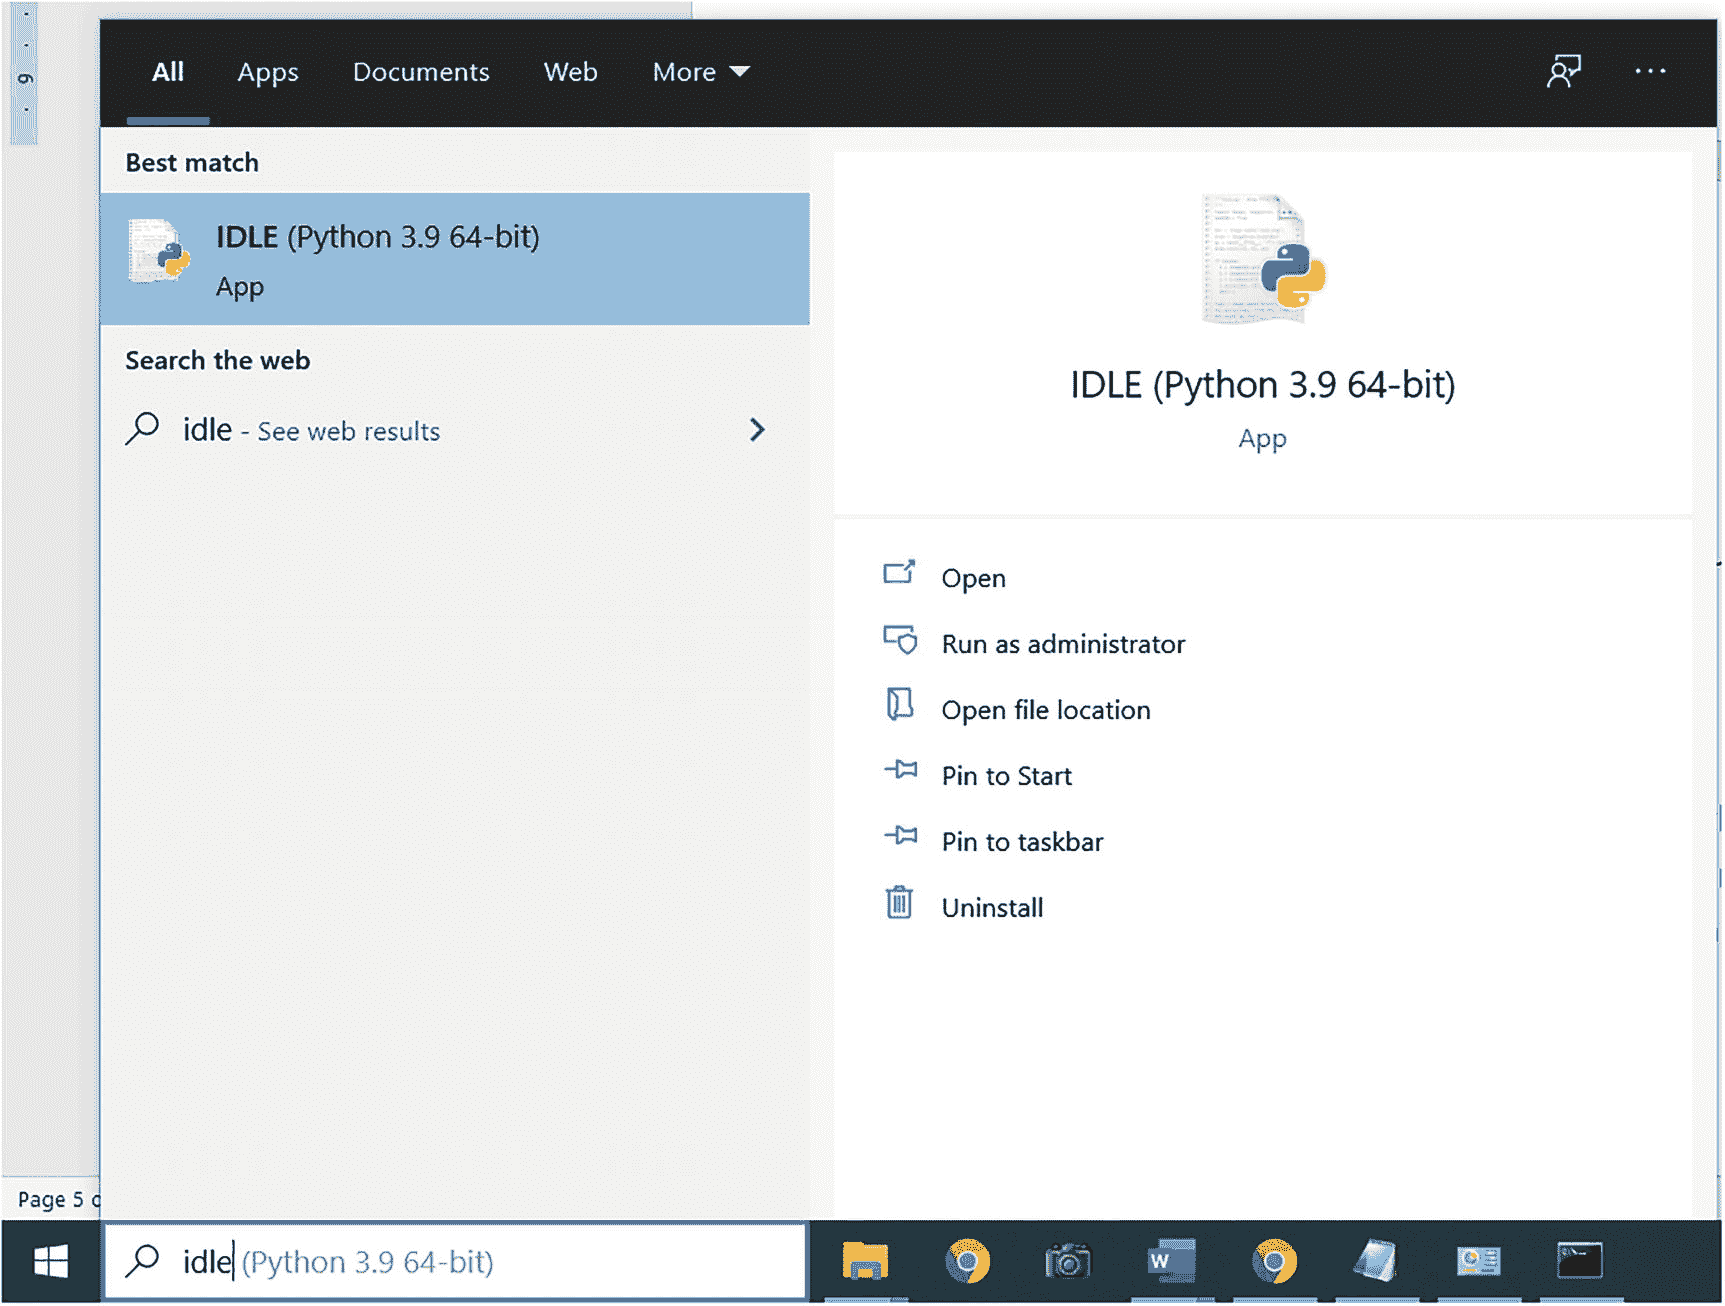 All Apps Documents Web More
Best match
IDLE (Python 3.9 64-bit)
App
Search the web
idle - See web results
IDLE (Python 3.9 64-bit)
App
Open
Run as administrator
Open file location
Pin to Start
Pin to taskbar
Uninstall
9
Page 5
idle (Python 3.9 64-bit)
W